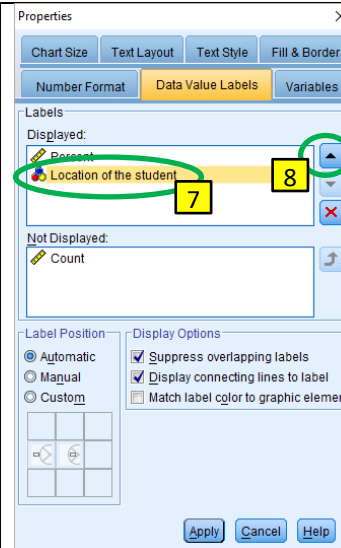 Properties
Chart Size Text Layout Text Style Fill & Border
Number Format Data Value Labels Variables
Labels
Displayed:
Percent
Location of the student
7
8
Not Displayed:
Count
Label Position
Automatic
Manual
Custom
Display Options
Suppress overlapping labels
Display connecting lines to label
Match label color to graphic elemen
Apply Cancel Help